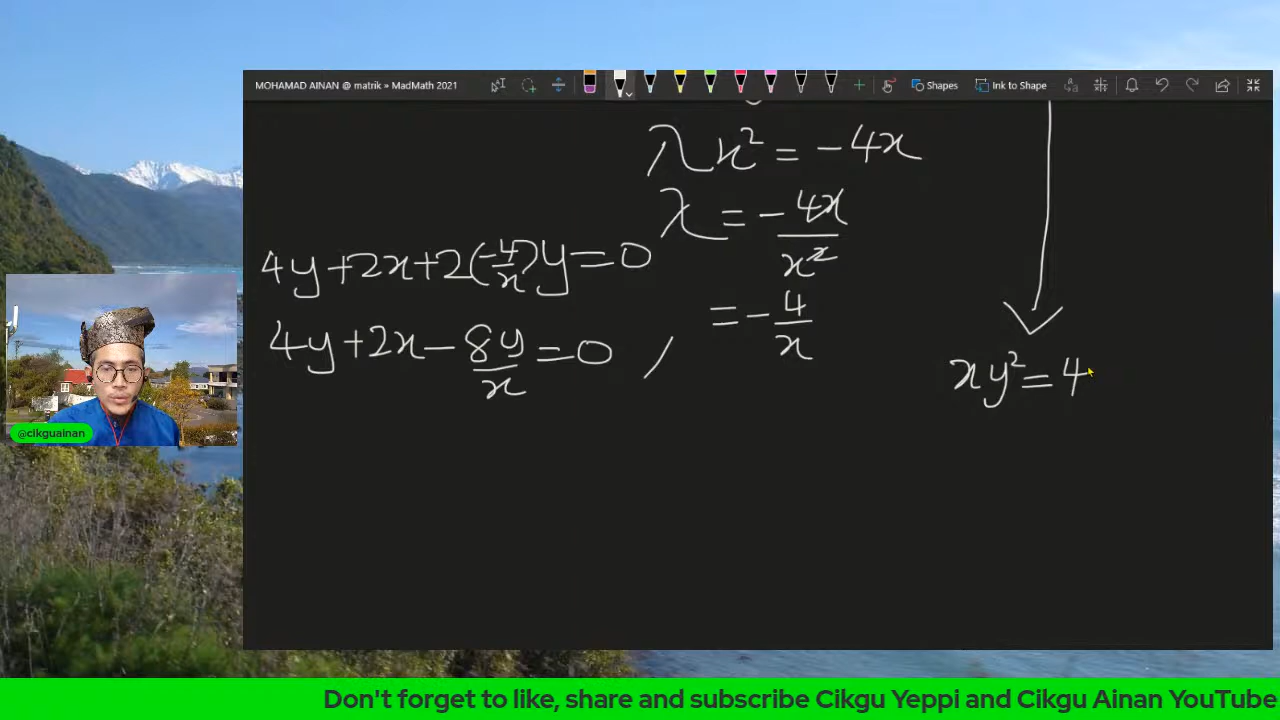 MOHAMAD AINAN @ matrik » MadMath 2021
Shapes
Ink to Shape
λx² = -4x
λ = -4x/x²
4y+2x+2(-4/x)y=0
= -4/x
4y+2x-8y/x=0,
xy²=4
@cikguainan
Don't forget to like, share and subscribe Cikgu Yeppi and Cikgu Ainan YouTube